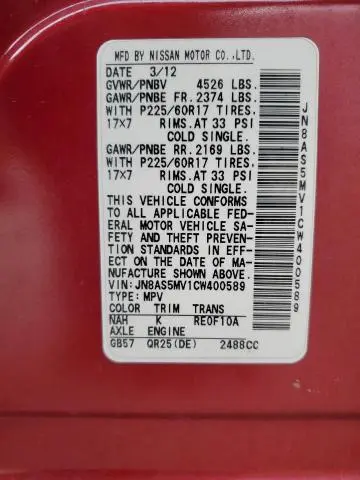 MFD BY NISSAN MOTOR CO.,LTD.
DATE 3/12
GVWR/PNBV 4526 LBS.
GAWR/PNBE FR.2374 LBS.
WITH P225/60R17 TIRES,
17×7 RIMS.AT 33 PSI
COLD SINGLE.
GAWR/PNBE RR.2169 LBS.
WITH P225/60R17 TIRES,
17×7 RIMS.AT 33 PSI
COLD SINGLE.
THIS VEHICLE CONFORMS
TO ALL APPLICABLE FED-
ERAL MOTOR VEHICLE SA-
FETY AND THEFT PREVEN-
TION STANDARDS IN EFF-
ECT ON THE DATE OF MA-
NUFACTURE SHOWN ABOVE.
VIN:JN8AS5MV1CW400589
TYPE:MPV
COLOR TRIM TRANS
NAH K RE0F10A
AXLE ENGINE
GB57 QR25(DE) 2488CC
JN8AS5MV1CW400589